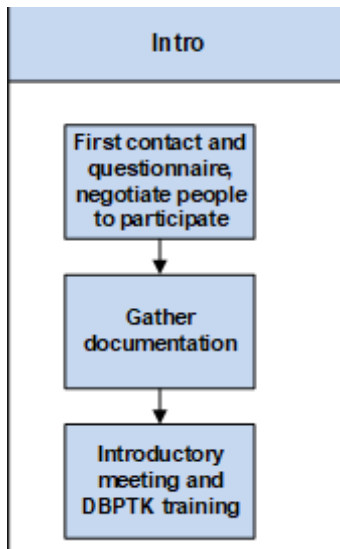 Intro
First contact and
questionnaire,
negotiate people
to participate
Gather
documentation
Introductory
meeting and
DBPTK training